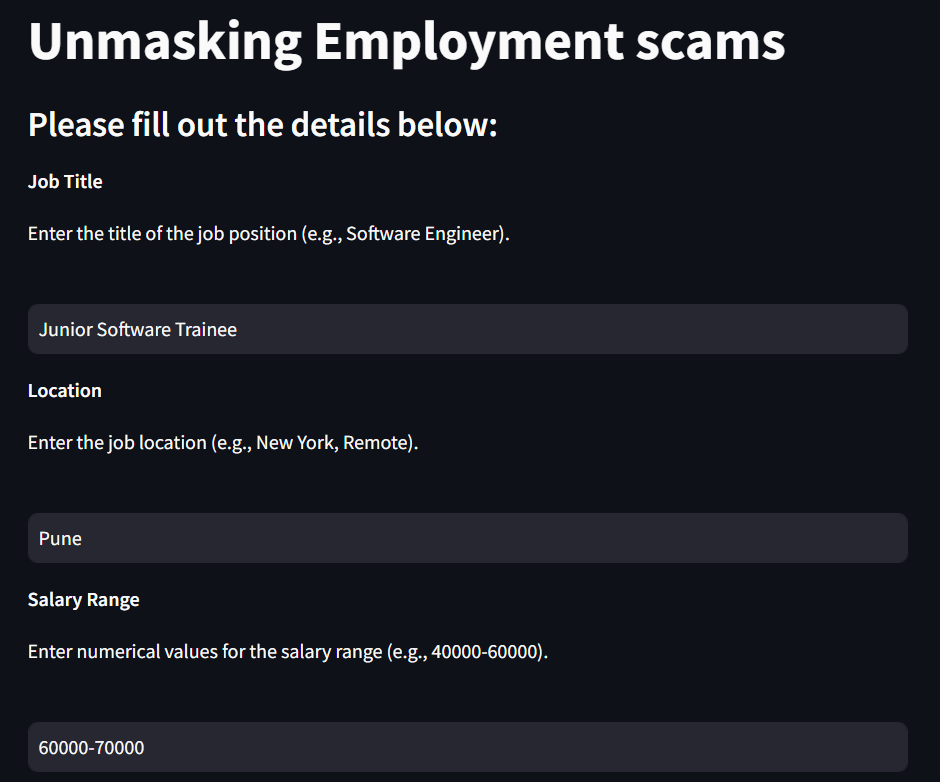 Unmasking Employment scams
Please fill out the details below:
Job Title
Enter the title of the job position (e.g., Software Engineer).
Junior Software Trainee
Location
Enter the job location (e.g., New York, Remote).
Pune
Salary Range
Enter numerical values for the salary range (e.g., 40000-60000).
60000-70000